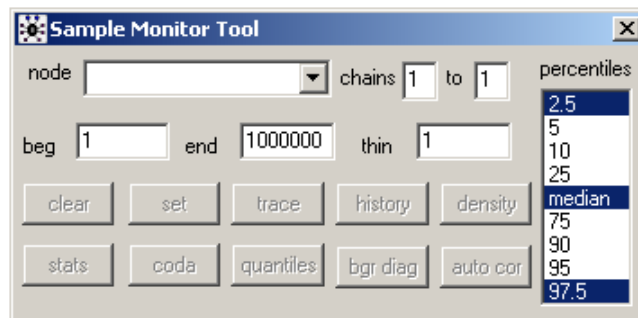 Sample Monitor Tool
node chains 1 to 1 percentiles
beg 1 end 1000000 thin 1
clear set trace history density
stats coda quantiles bgr diag auto cor
2.5
5
10
25
median
75
90
95
97.5